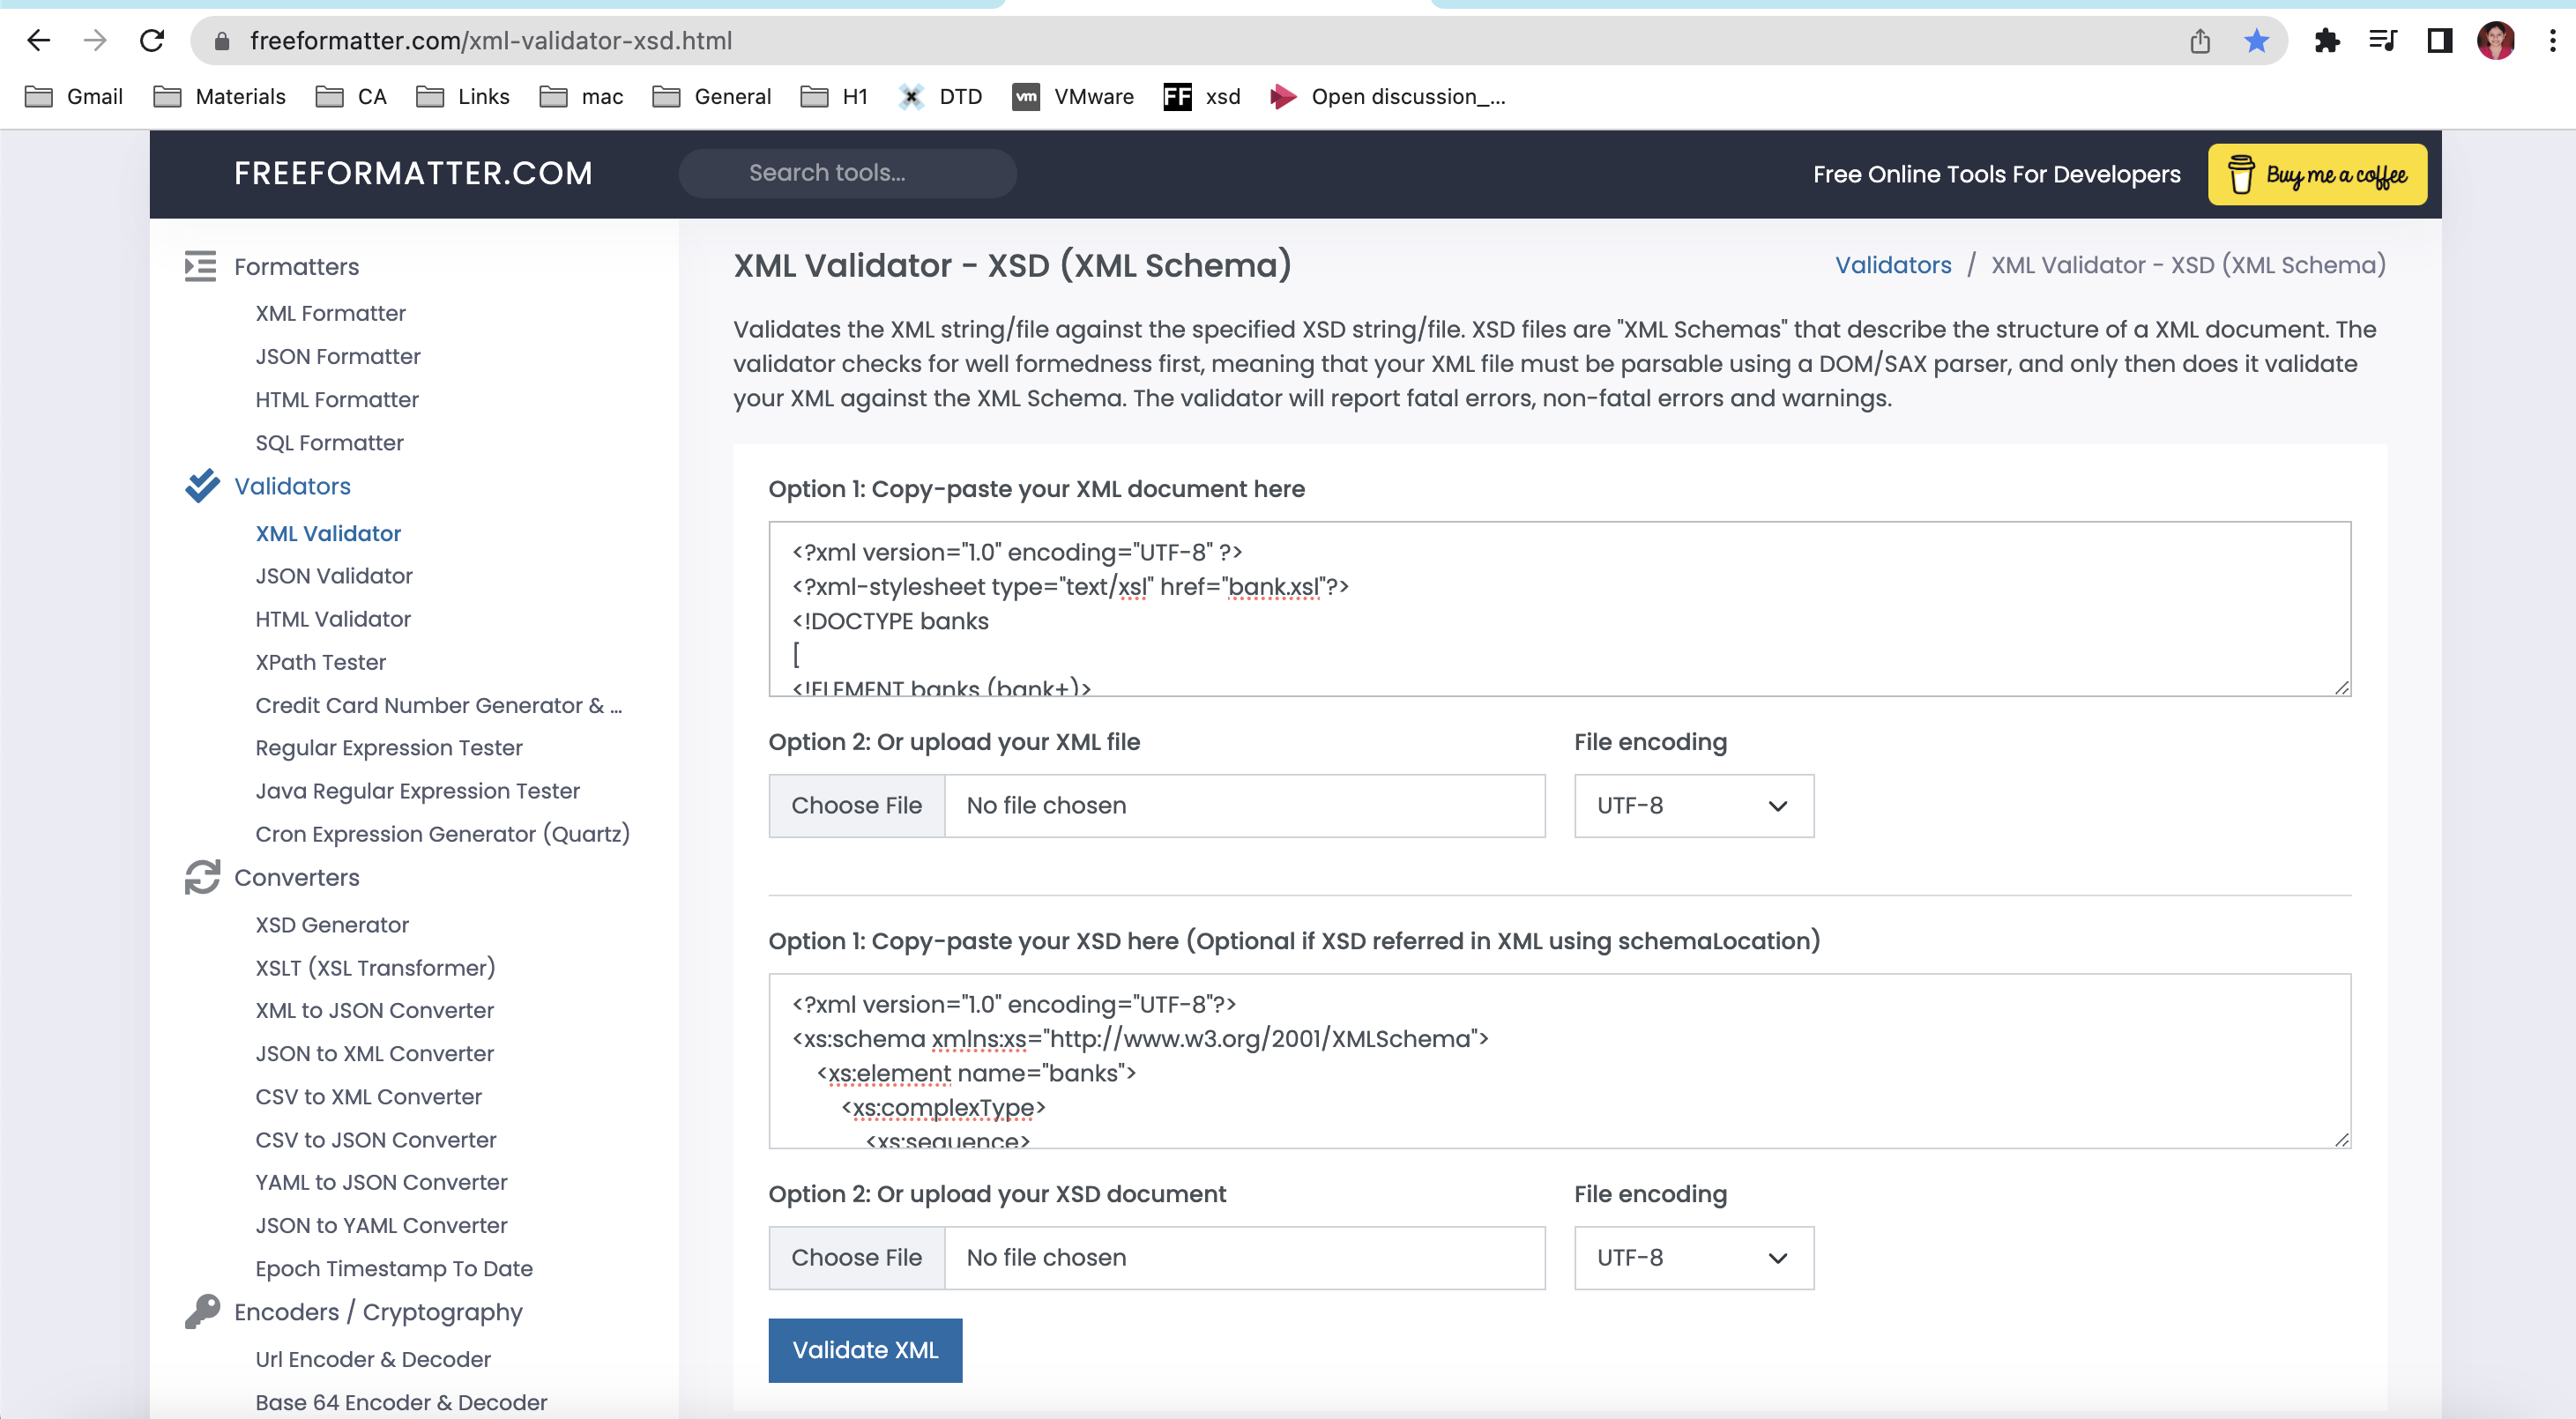 freeformatter.com/xml-validator-xsd.html
Gmail
Materials
CA
Links
mac
General
H1
DTD
vm
VMware
FF
xsd
Open discussion_...
FREEFORMATTER.COM
Search tools...
Free Online Tools For Developers
Buy me a coffee
Formatters
XML Formatter
JSON Formatter
HTML Formatter
SQL Formatter
Validators
XML Validator
JSON Validator
HTML Validator
XPath Tester
Credit Card Number Generator & ...
Regular Expression Tester
Java Regular Expression Tester
Cron Expression Generator (Quartz)
Converters
XSD Generator
XSLT (XSL Transformer)
XML to JSON Converter
JSON to XML Converter
CSV to XML Converter
CSV to JSON Converter
YAML to JSON Converter
JSON to YAML Converter
Epoch Timestamp To Date
Encoders / Cryptography
Url Encoder & Decoder
Base 64 Encoder & Decoder
XML Validator - XSD (XML Schema)
Validators / XML Validator - XSD (XML Schema)
Validates the XML string/file against the specified XSD string/file. XSD files are "XML Schemas" that describe the structure of a XML document. The
validator checks for well formedness first, meaning that your XML file must be parsable using a DOM/SAX parser, and only then does it validate
your XML against the XML Schema. The validator will report fatal errors, non-fatal errors and warnings.
Option 1: Copy-paste your XML document here
<?xml version="1.0" encoding="UTF-8" ?>
<?xml-stylesheet type="text/xsl" href="bank.xsl"?>
<!DOCTYPE banks
[
<!ELEMENT banks (bank+)>
Option 2: Or upload your XML file
File encoding
Choose File
No file chosen
UTF-8
Option 1: Copy-paste your XSD here (Optional if XSD referred in XML using schemaLocation)
<?xml version="1.0" encoding="UTF-8"?>
<xs:schema xmlns:xs="http://www.w3.org/2001/XMLSchema">
<xs:element name="banks">
<xs:complexType>
<xs:sequence>
Option 2: Or upload your XSD document
File encoding
Choose File
No file chosen
UTF-8
Validate XML